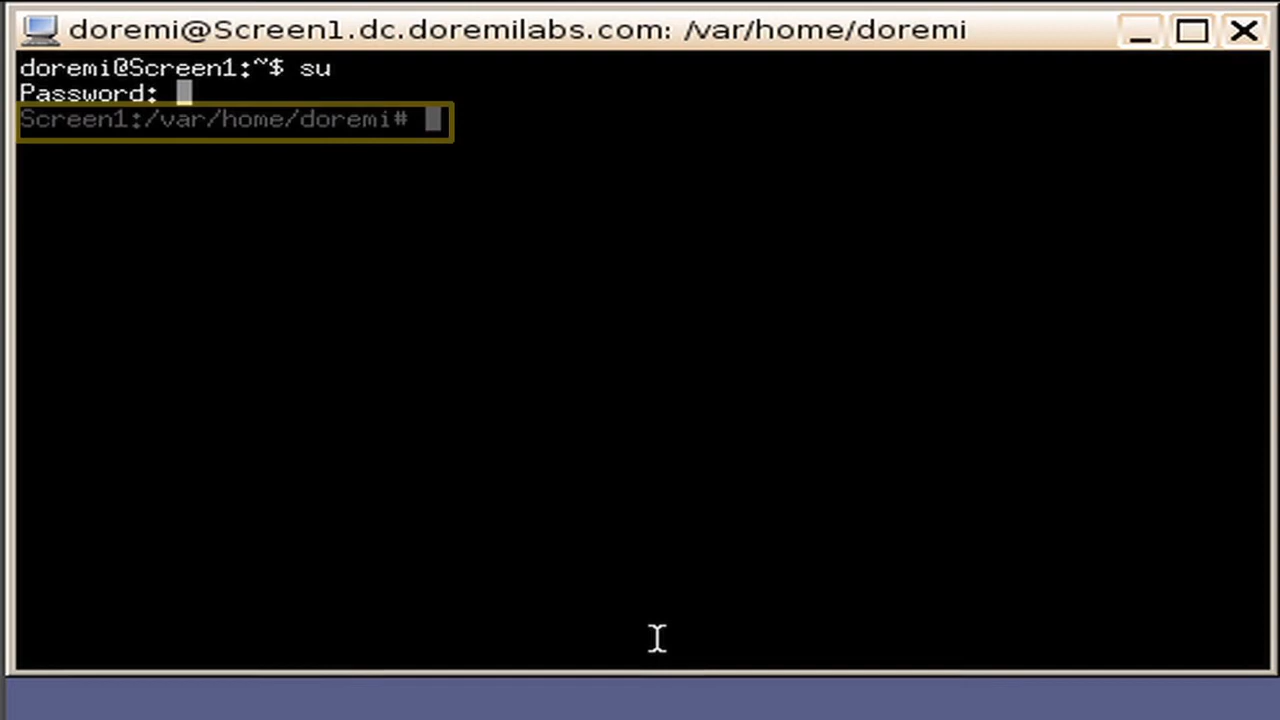 doremi@Screen1.dc.doremilabs.com: /var/home/doremi
doremi@Screen1:~$ su
Password:
Screen1:/var/home/doremi#